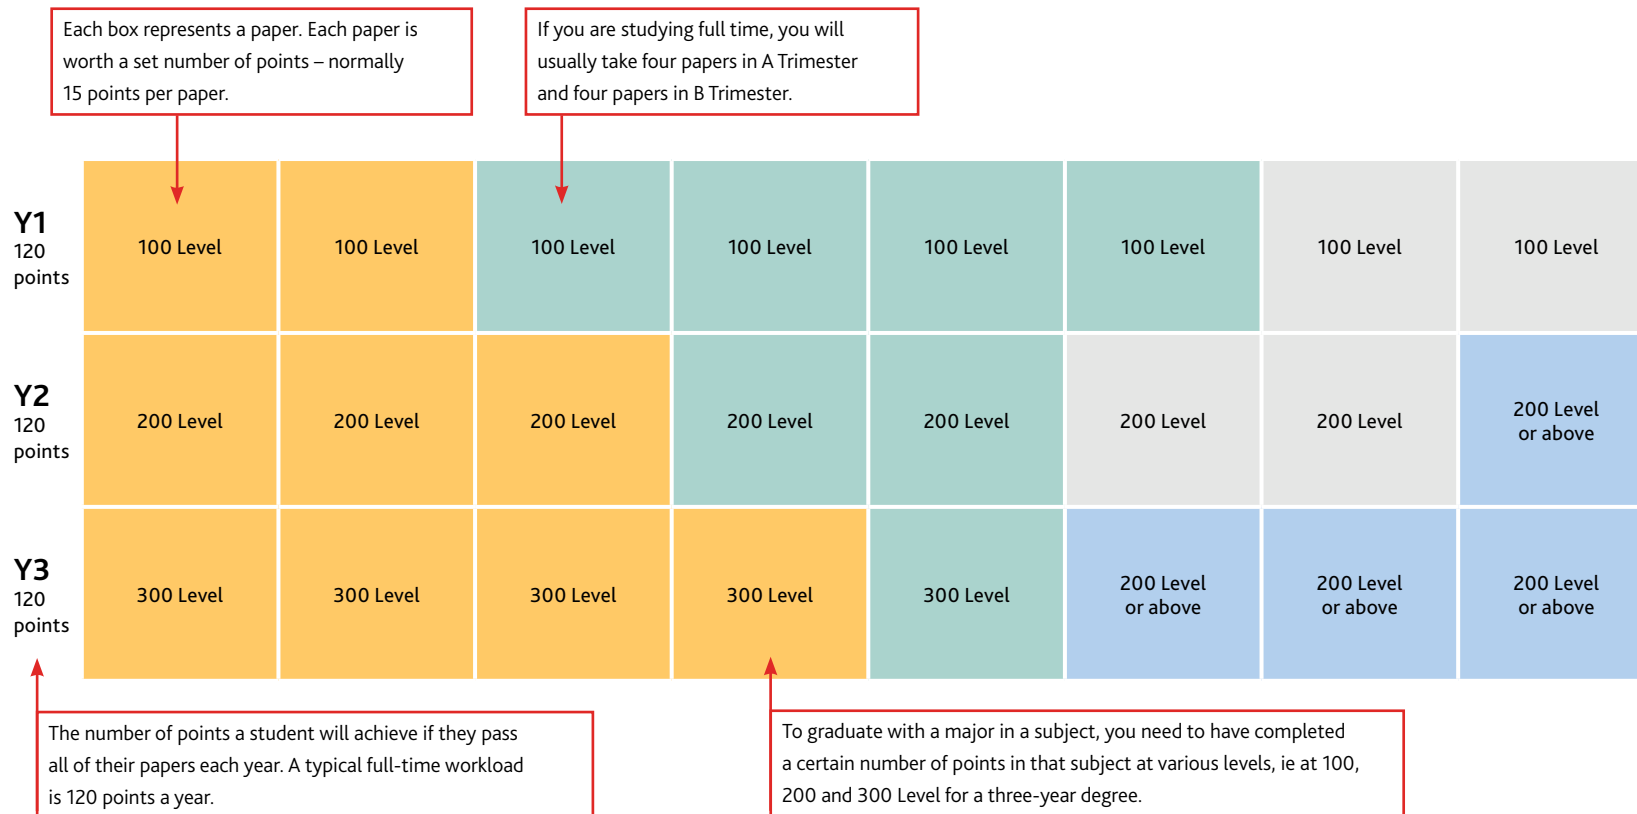 Each box represents a paper. Each paper is
worth a set number of points – normally
15 points per paper.
If you are studying full time, you will
usually take four papers in A Trimester
and four papers in B Trimester.
Y1
120
points
100 Level
100 Level
100 Level
100 Level
100 Level
100 Level
100 Level
100 Level
Y2
120
points
200 Level
200 Level
200 Level
200 Level
200 Level
200 Level
200 Level
200 Level
or above
Y3
120
points
300 Level
300 Level
300 Level
300 Level
300 Level
200 Level
or above
200 Level
or above
200 Level
or above
The number of points a student will achieve if they pass
all of their papers each year. A typical full-time workload
is 120 points a year.
To graduate with a major in a subject, you need to have completed
a certain number of points in that subject at various levels, ie at 100,
200 and 300 Level for a three-year degree.